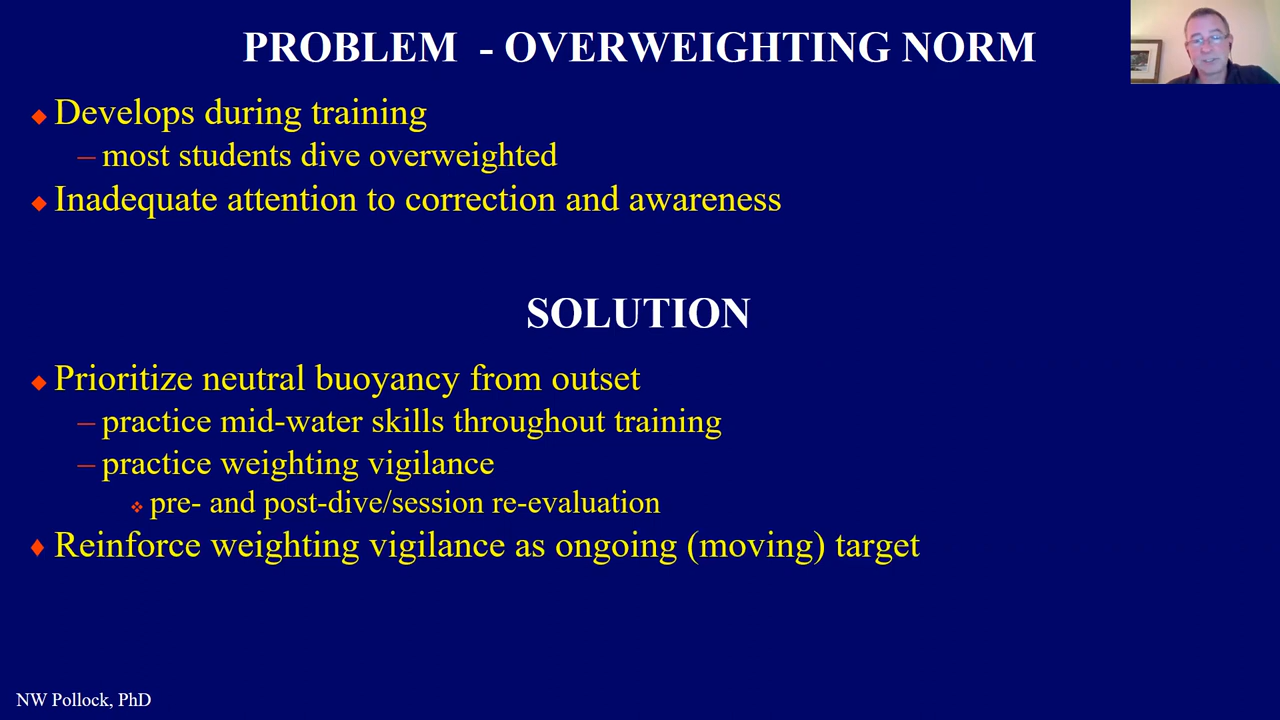 PROBLEM - OVERWEIGHTING NORM
Develops during training
– most students dive overweighted
Inadequate attention to correction and awareness
SOLUTION
Prioritize neutral buoyancy from outset
– practice mid-water skills throughout training
– practice weighting vigilance
pre- and post-dive/session re-evaluation
Reinforce weighting vigilance as ongoing (moving) target
NW Pollock, PhD